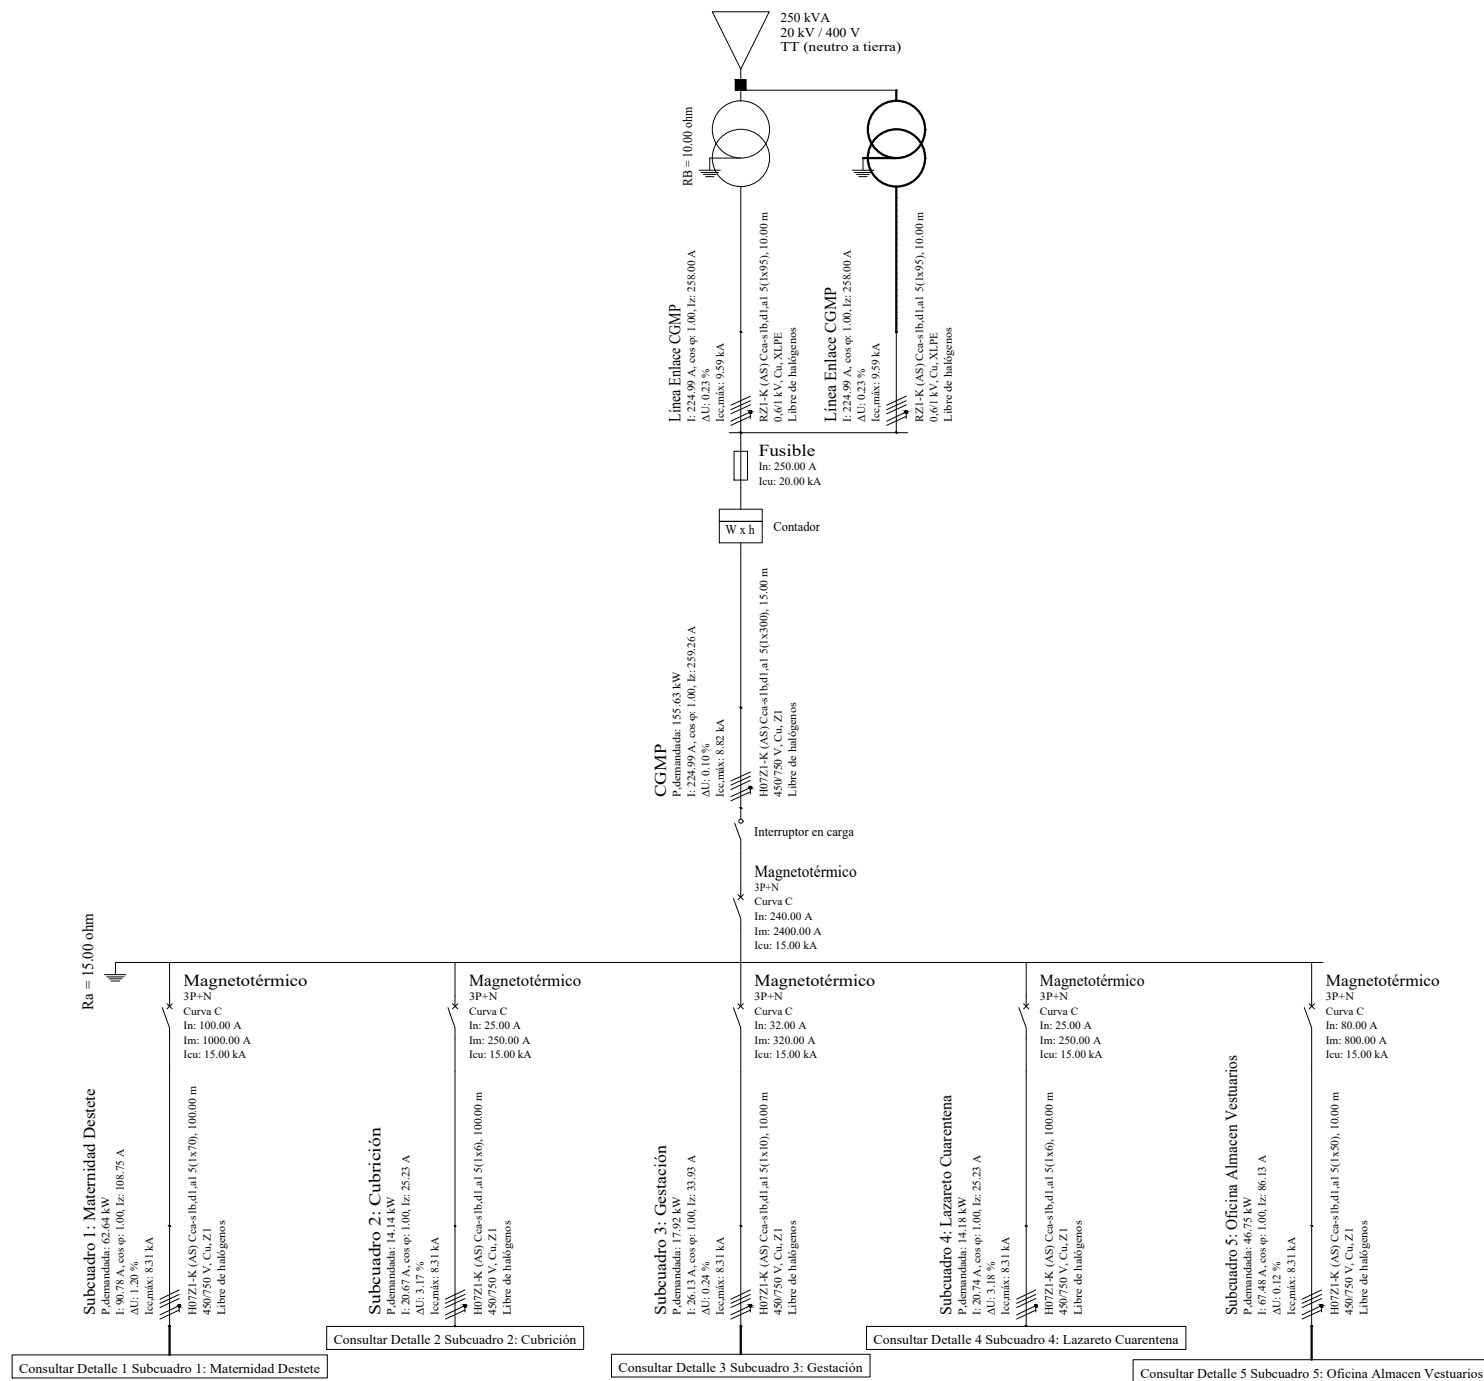 250 kVA
20 kV / 400 V
TT (neutro a tierra)
RB = 10.00 ohm
Línea Enlace CGMP
I: 224.99 A, cos φ: 1.00, Iz: 258.00 A
ΔU: 0.23 %
Icc,máx: 9.59 kA
RZ1-K (AS) Cca-s1b,d1,a1 5(1x95), 10.00 m
0,6/1 kV, Cu, XLPE
Libre de halógenos
Línea Enlace CGMP
I: 224.99 A, cos φ: 1.00, Iz: 258.00 A
ΔU: 0.23 %
Icc,máx: 9.59 kA
RZ1-K (AS) Cca-s1b,d1,a1 5(1x95), 10.00 m
0,6/1 kV, Cu, XLPE
Libre de halógenos
Fusible
In: 250.00 A
Icu: 20.00 kA
W x h
Contador
CGMP
P,demandada: 155.63 kW
I: 224.99 A, cos φ: 1.00, Iz: 259.26 A
ΔU: 0.10 %
Icc,máx: 8.82 kA
H07Z1-K (AS) Cca-s1b,d1,a1 5(1x300), 15.00 m
450/750 V, Cu, Z1
Libre de halógenos
Interruptor en carga
Magnetotérmico
3P+N
Curva C
In: 240.00 A
Im: 2400.00 A
Icu: 15.00 kA
Ra = 15.00 ohm
Magnetotérmico
3P+N
Curva C
In: 100.00 A
Im: 1000.00 A
Icu: 15.00 kA
Magnetotérmico
3P+N
Curva C
In: 25.00 A
Im: 250.00 A
Icu: 15.00 kA
Magnetotérmico
3P+N
Curva C
In: 32.00 A
Im: 320.00 A
Icu: 15.00 kA
Magnetotérmico
3P+N
Curva C
In: 25.00 A
Im: 250.00 A
Icu: 15.00 kA
Magnetotérmico
3P+N
Curva C
In: 80.00 A
Im: 800.00 A
Icu: 15.00 kA
Subcuadro 1: Maternidad Destete
P,demandada: 62.64 kW
I: 90.78 A, cos φ: 1.00, Iz: 108.75 A
ΔU: 1.20 %
Icc,máx: 8.31 kA
H07Z1-K (AS) Cca-s1b,d1,a1 5(1x70), 100.00 m
450/750 V, Cu, Z1
Libre de halógenos
Subcuadro 2: Cubrición
P,demandada: 14.14 kW
I: 20.67 A, cos φ: 1.00, Iz: 25.23 A
ΔU: 3.17 %
Icc,máx: 8.31 kA
H07Z1-K (AS) Cca-s1b,d1,a1 5(1x6), 100.00 m
450/750 V, Cu, Z1
Libre de halógenos
Subcuadro 3: Gestación
P,demandada: 17.92 kW
I: 26.13 A, cos φ: 1.00, Iz: 33.93 A
ΔU: 0.24 %
Icc,máx: 8.31 kA
H07Z1-K (AS) Cca-s1b,d1,a1 5(1x10), 10.00 m
450/750 V, Cu, Z1
Libre de halógenos
Subcuadro 4: Lazareto Cuarentena
P,demandada: 14.18 kW
I: 20.74 A, cos φ: 1.00, Iz: 25.23 A
ΔU: 3.18 %
Icc,máx: 8.31 kA
H07Z1-K (AS) Cca-s1b,d1,a1 5(1x6), 100.00 m
450/750 V, Cu, Z1
Libre de halógenos
Subcuadro 5: Oficina Almacen Vestuarios
P,demandada: 46.75 kW
I: 67.48 A, cos φ: 1.00, Iz: 86.13 A
ΔU: 0.12 %
Icc,máx: 8.31 kA
H07Z1-K (AS) Cca-s1b,d1,a1 5(1x50), 10.00 m
450/750 V, Cu, Z1
Libre de halógenos
Consultar Detalle 1 Subcuadro 1: Maternidad Destete
Consultar Detalle 2 Subcuadro 2: Cubrición
Consultar Detalle 3 Subcuadro 3: Gestación
Consultar Detalle 4 Subcuadro 4: Lazareto Cuarentena
Consultar Detalle 5 Subcuadro 5: Oficina Almacen Vestuarios